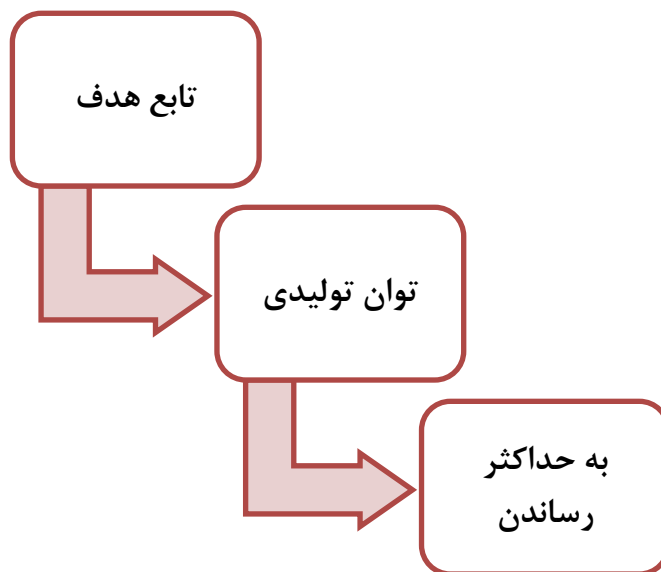 تابع هدف
توان تولیدی
به حداکثر
رساندن